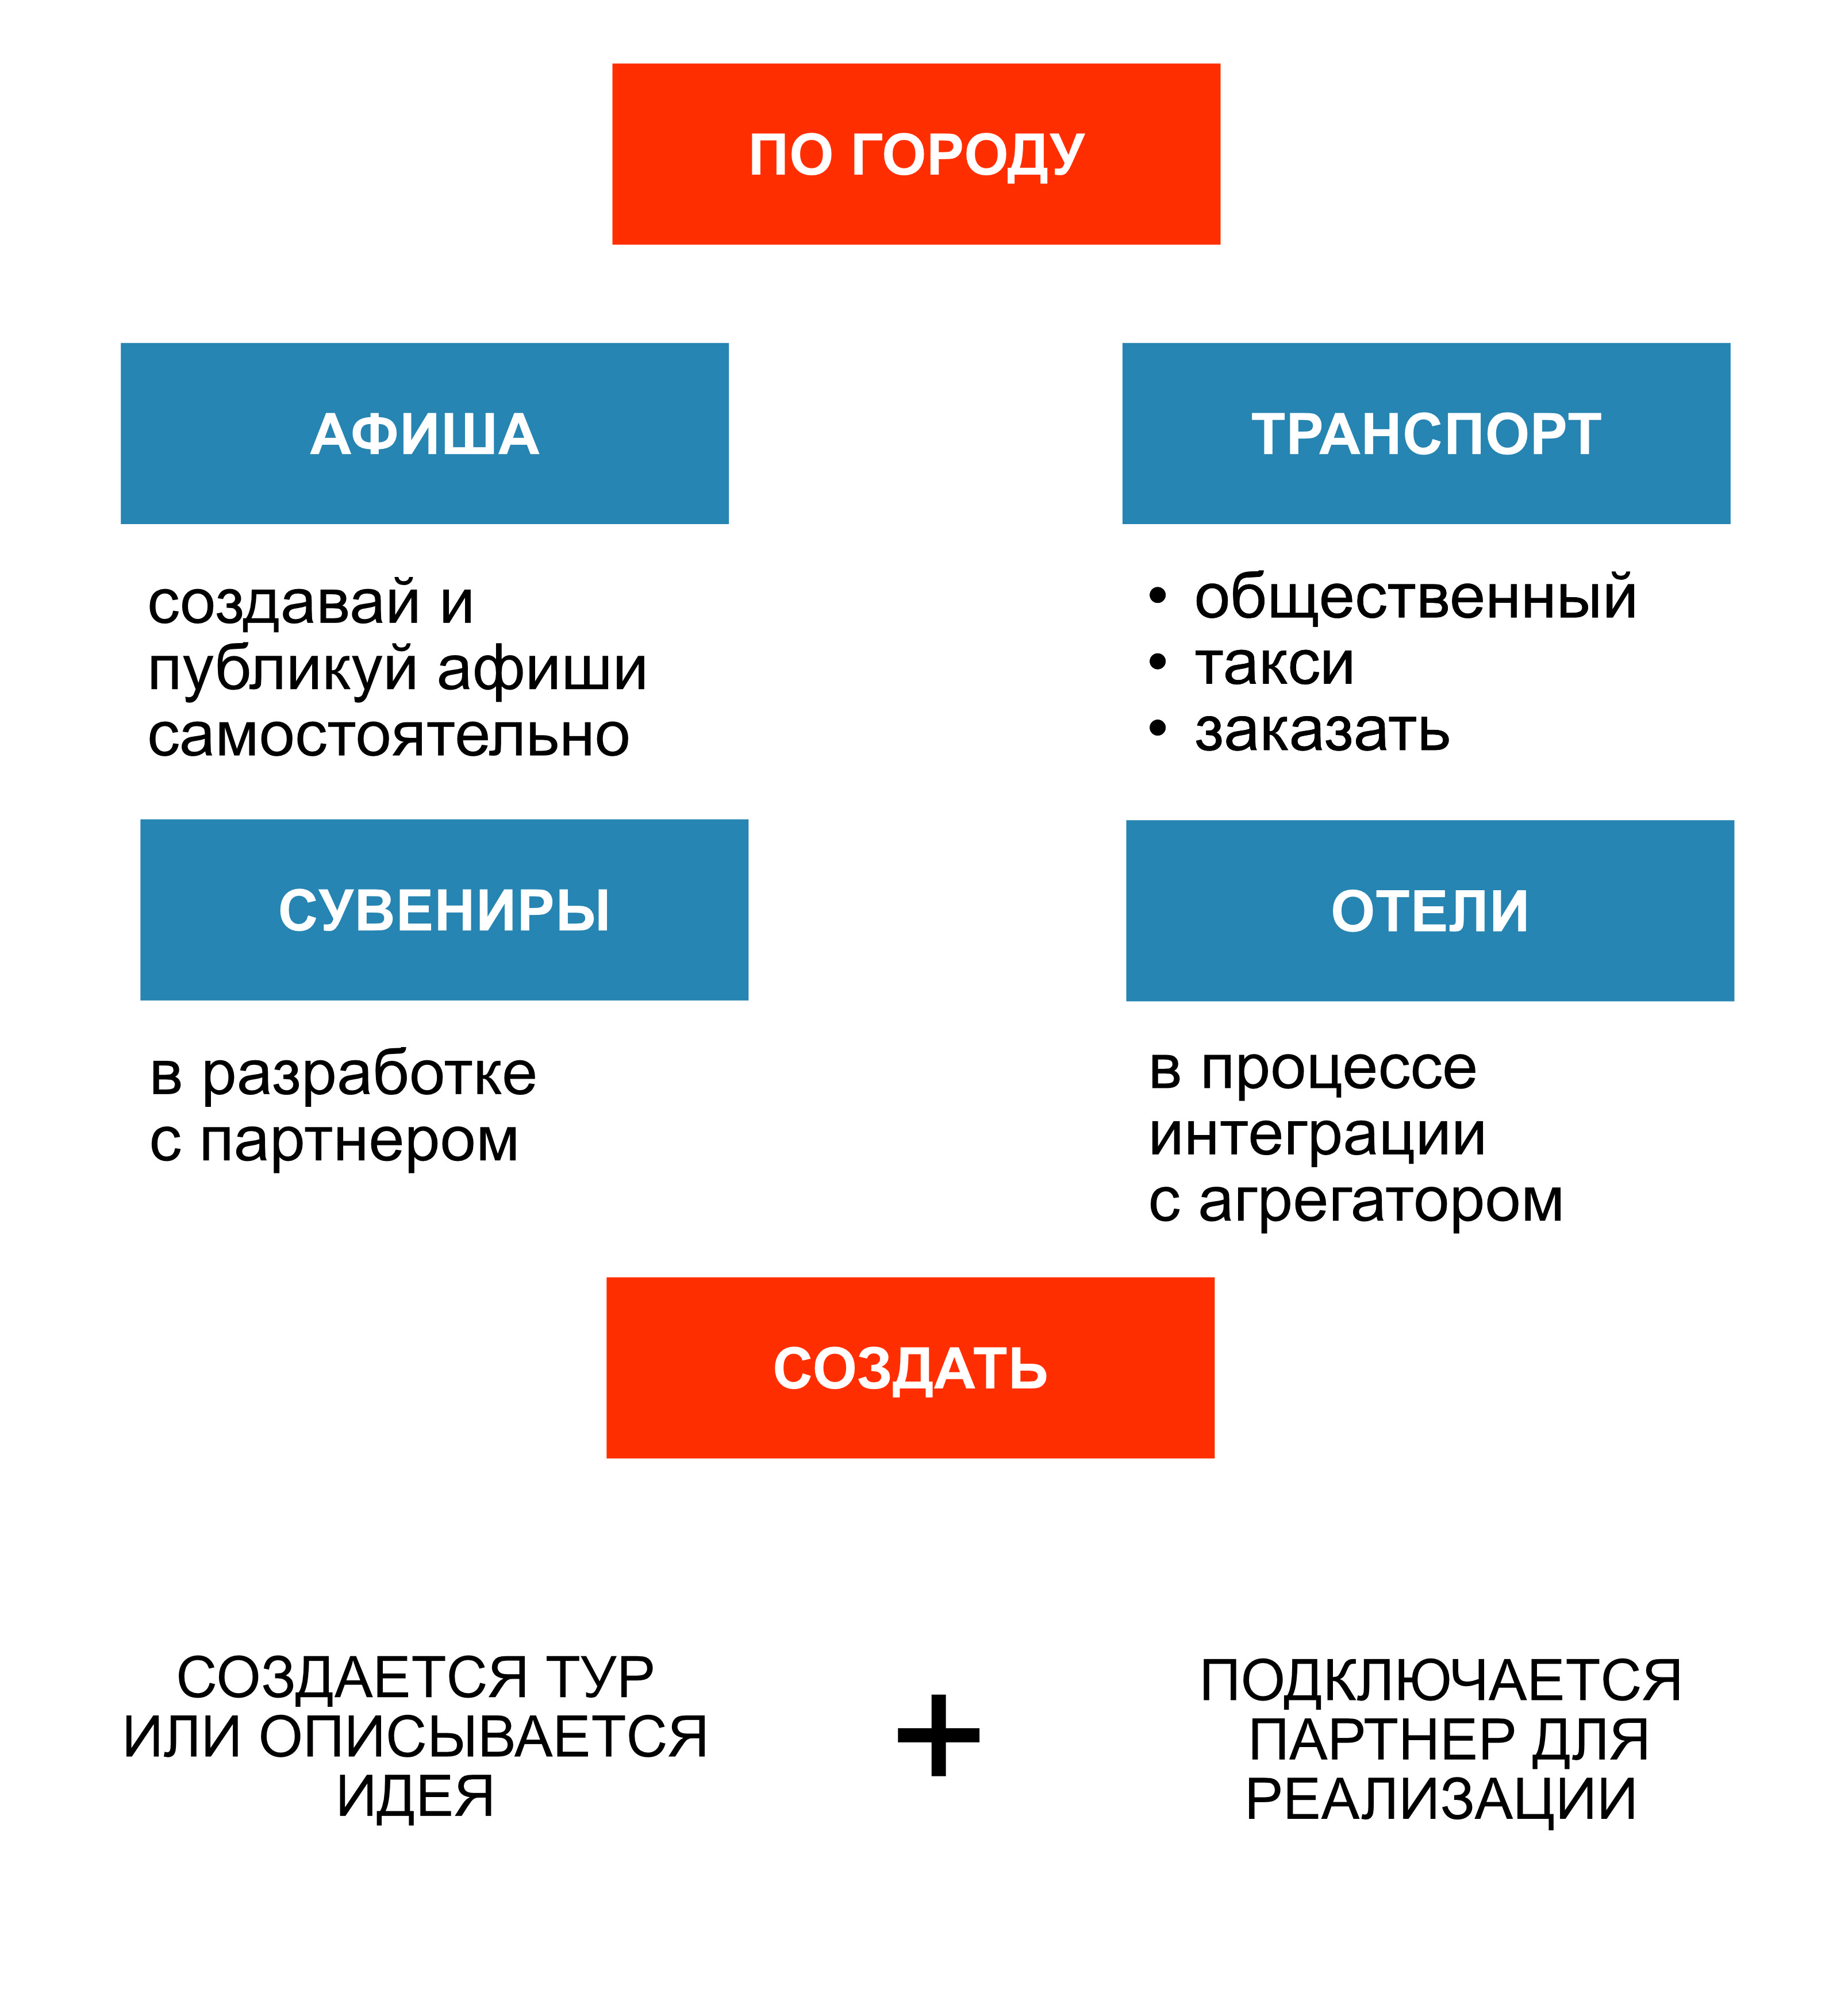 ПО ГОРОДУ
АФИША
создавай и
публикуй афиши
самостоятельно
ТРАНСПОРТ
• общественный
• такси
• заказать
СУВЕНИРЫ
в разработке
с партнером
ОТЕЛИ
в процессе
интеграции
с агрегатором
СОЗДАТЬ
СОЗДАЕТСЯ ТУР
ИЛИ ОПИСЫВАЕТСЯ
ИДЕЯ
+
ПОДКЛЮЧАЕТСЯ
ПАРТНЕР ДЛЯ
РЕАЛИЗАЦИИ